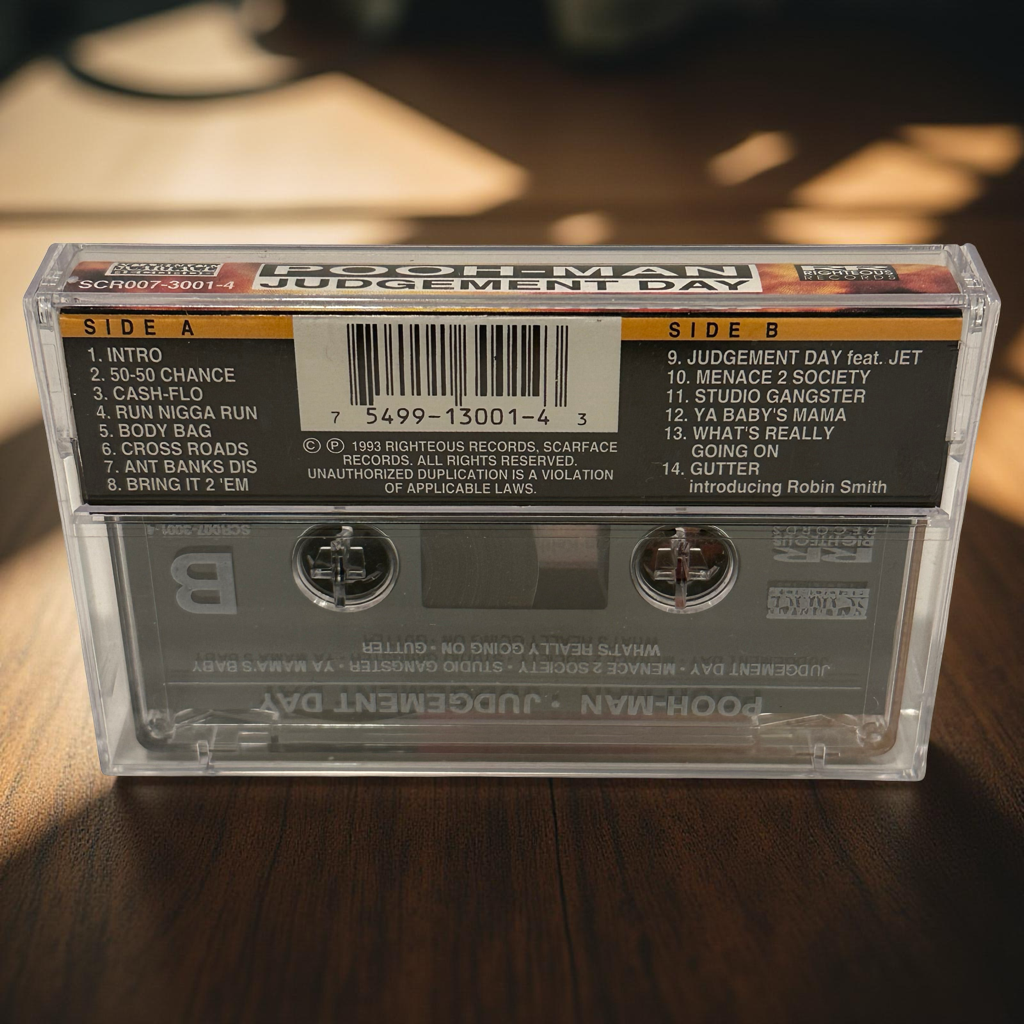 SCARFACE
RECORDS
SCR007-3001-4
POOH-MAN
JUDGEMENT DAY
RIGHTEOUS
RECORDS
SIDE A
1. INTRO
2. 50-50 CHANCE
3. CASH-FLO
4. RUN NIGGA RUN
5. BODY BAG
6. CROSS ROADS
7. ANT BANKS DIS
8. BRING IT 2 'EM
7 5499-13001-4 3
© ℗ 1993 RIGHTEOUS RECORDS, SCARFACE
RECORDS. ALL RIGHTS RESERVED.
UNAUTHORIZED DUPLICATION IS A VIOLATION
OF APPLICABLE LAWS.
SIDE B
9. JUDGEMENT DAY feat. JET
10. MENACE 2 SOCIETY
11. STUDIO GANGSTER
12. YA BABY'S MAMA
13. WHAT'S REALLY
GOING ON
14. GUTTER
introducing Robin Smith
POOH-MAN • JUDGEMENT DAY
JUDGEMENT DAY • MENACE 2 SOCIETY • STUDIO GANGSTER • YA MAMA'S BABY
WHAT'S REALLY GOING ON • GUTTER
B
SCR007-3001-4
RIGHTEOUS
RECORDS